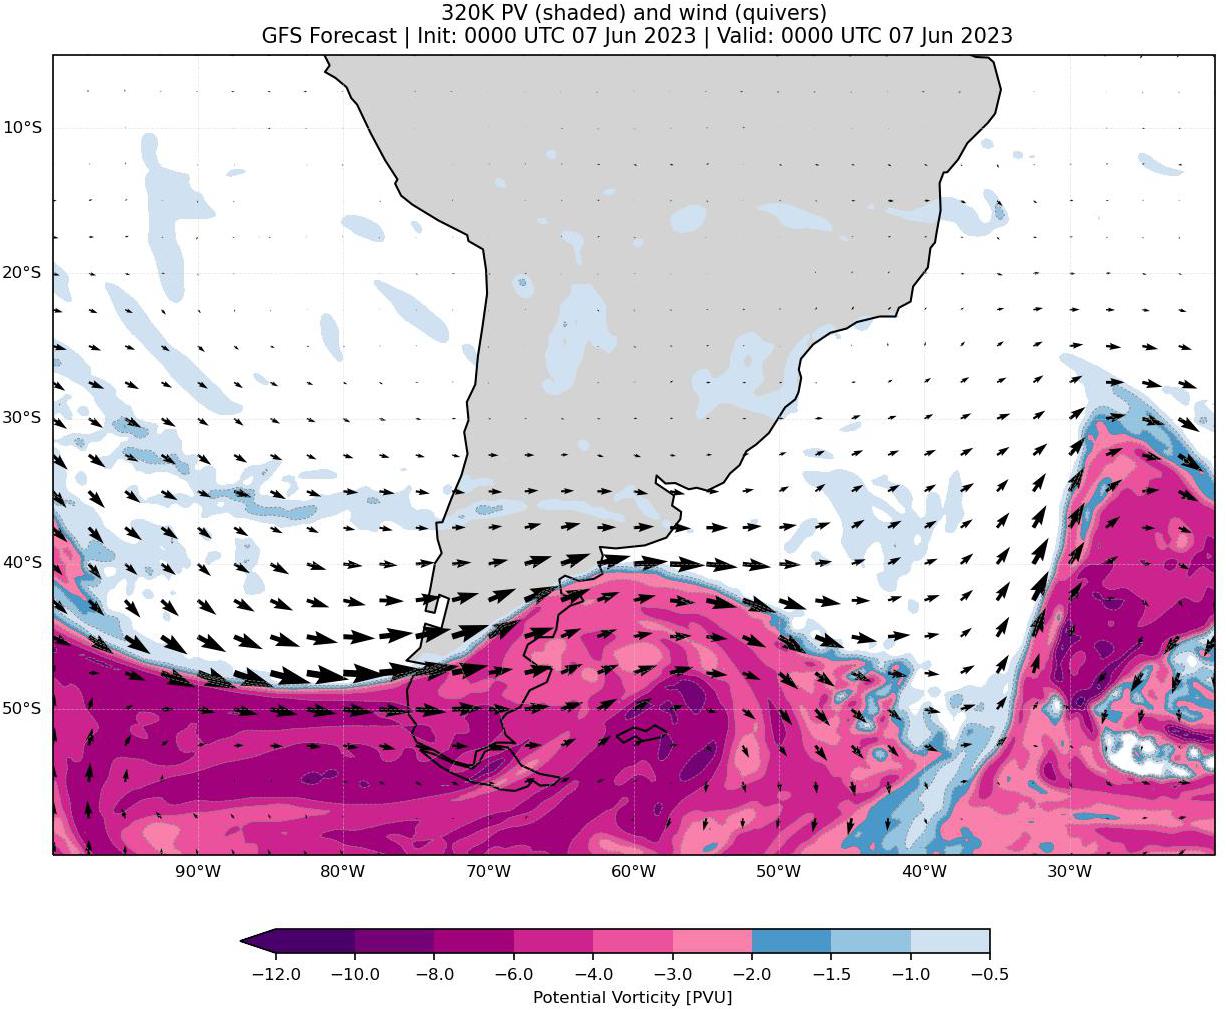 320K PV (shaded) and wind (quivers)
GFS Forecast | Init: 0000 UTC 07 Jun 2023 | Valid: 0000 UTC 07 Jun 2023
10°S
20°S
30°S
40°S
50°S
90°W 80°W 70°W 60°W 50°W 40°W 30°W
−12.0 −10.0 −8.0 −6.0 −4.0 −3.0 −2.0 −1.5 −1.0 −0.5
Potential Vorticity [PVU]